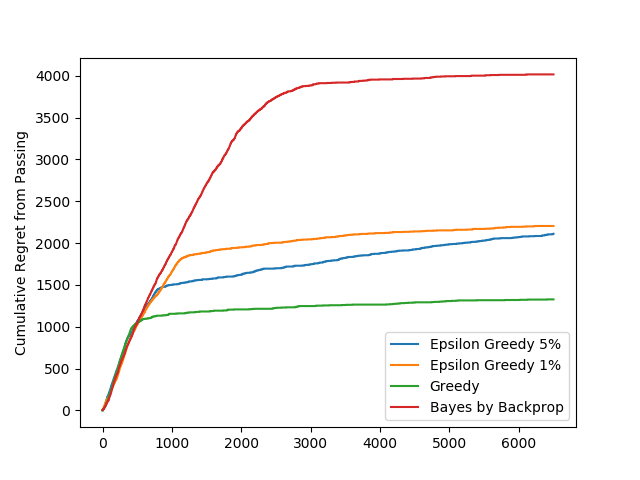 Cumulative Regret from Passing
4000
3500
3000
2500
2000
1500
1000
500
0
0 1000 2000 3000 4000 5000 6000
Epsilon Greedy 5%
Epsilon Greedy 1%
Greedy
Bayes by Backprop